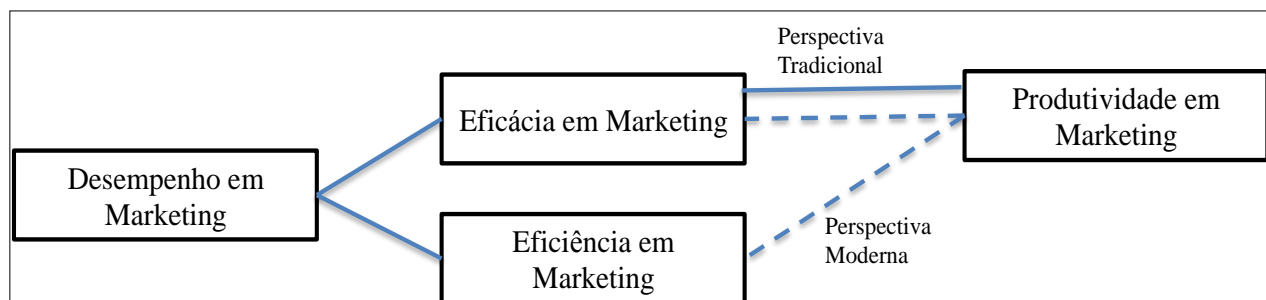 Perspectiva
Tradicional
Eficácia em Marketing
Produtividade em
Marketing
Desempenho em
Marketing
Eficiência em
Marketing
Perspectiva
Moderna